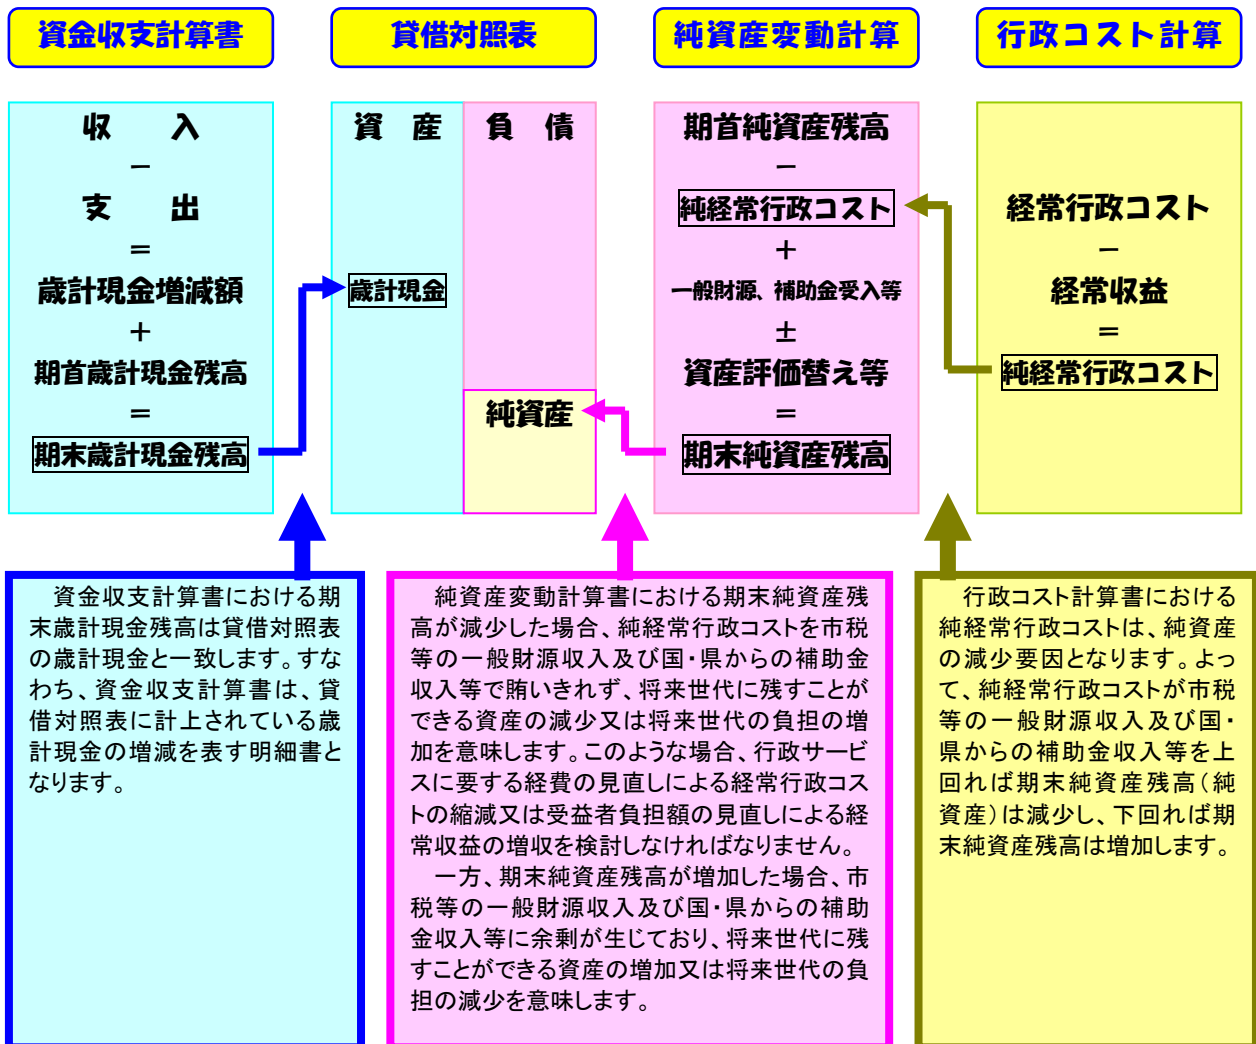 資金収支計算書
貸借対照表
純資産変動計算
行政コスト計算
収 入
－
支 出
＝
歳計現金増減額
＋
期首歳計現金残高
＝
期末歳計現金残高
資 産
歳計現金
負 債
純資産
期首純資産残高
－
純経常行政コスト
＋
一般財源、補助金受入等
±
資産評価替え等
＝
期末純資産残高
経常行政コスト
－
経常収益
＝
純経常行政コスト
資金収支計算書における期
末歳計現金残高は貸借対照表
の歳計現金と一致します。すな
わち、資金収支計算書は、貸
借対照表に計上されている歳
計現金の増減を表す明細書と
なります。
純資産変動計算書における期末純資産残
高が減少した場合、純経常行政コストを市税
等の一般財源収入及び国・県からの補助金
収入等で賄いきれず、将来世代に残すことが
できる資産の減少又は将来世代の負担の増
加を意味します。このような場合、行政サービ
スに要する経費の見直しによる経常行政コス
トの縮減又は受益者負担額の見直しによる経
常収益の増収を検討しなければなりません。
一方、期末純資産残高が増加した場合、市
税等の一般財源収入及び国・県からの補助
金収入等に余剰が生じており、将来世代に残
すことができる資産の増加又は将来世代の負
担の減少を意味します。
行政コスト計算書における
純経常行政コストは、純資産
の減少要因となります。よっ
て、純経常行政コストが市税
等の一般財源収入及び国・
県からの補助金収入等を上
回れば期末純資産残高（純
資産）は減少し、下回れば期
末純資産残高は増加します。